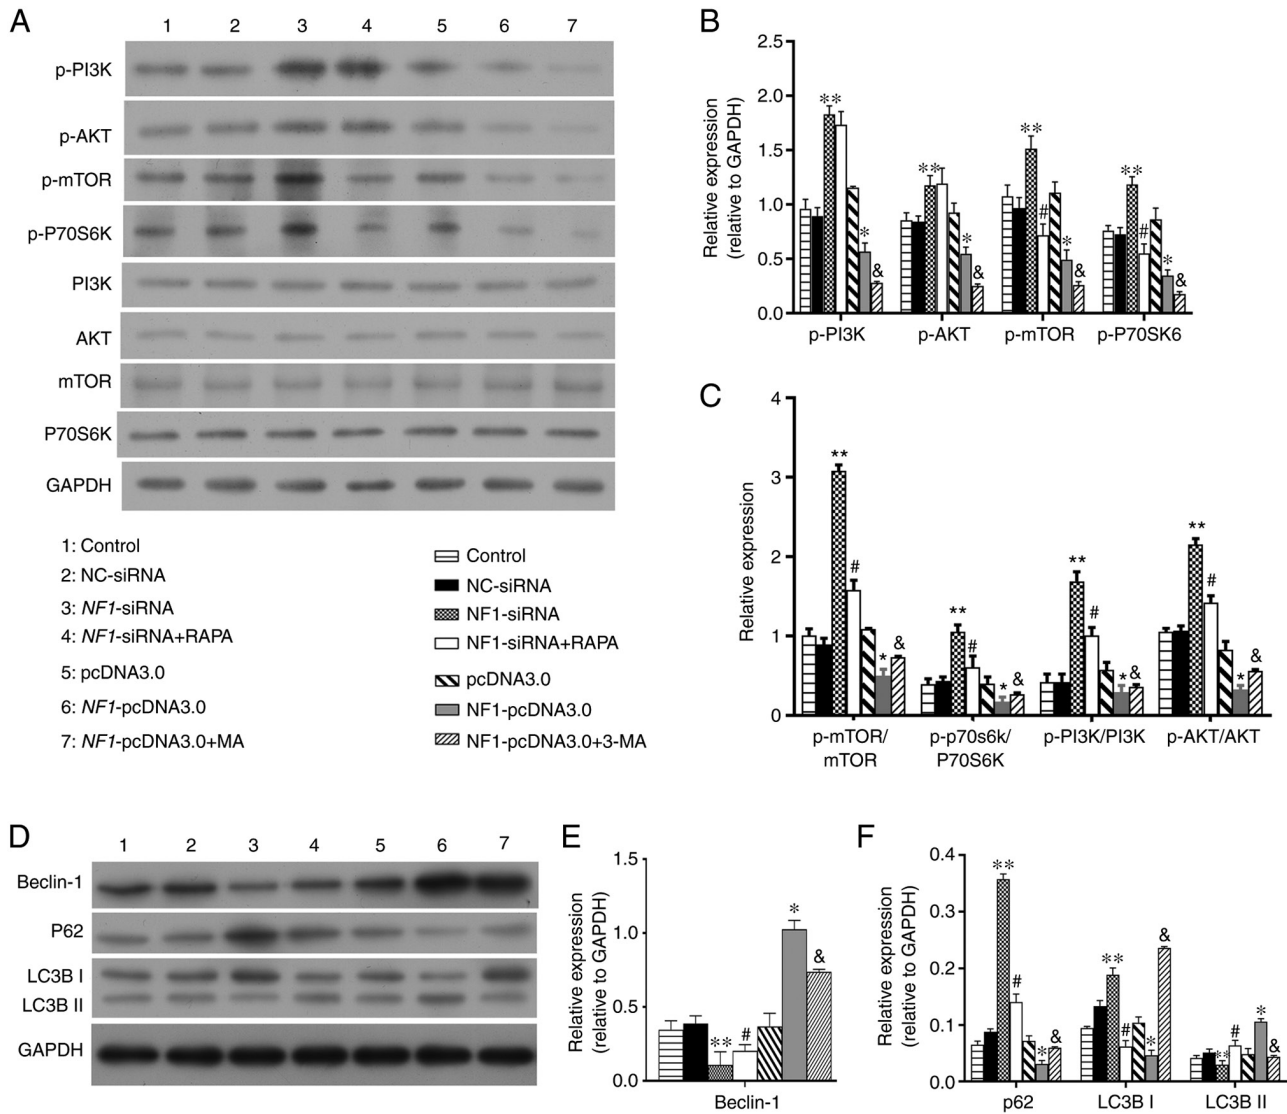 A
1 2 3 4 5 6 7
p-PI3K
p-AKT
p-mTOR
p-P70S6K
PI3K
AKT
mTOR
P70S6K
GAPDH
1: Control
2: NC-siRNA
3: NF1-siRNA
4: NF1-siRNA+RAPA
5: pcDNA3.0
6: NF1-pcDNA3.0
7: NF1-pcDNA3.0+MA
Control
NC-siRNA
NF1-siRNA
NF1-siRNA+RAPA
pcDNA3.0
NF1-pcDNA3.0
NF1-pcDNA3.0+3-MA
B
Relative expression
(relative to GAPDH)
2.5
2.0
1.5
1.0
0.5
0.0
** * &
** * &
** # * &
** # * &
p-PI3K p-AKT p-mTOR p-P70SK6
C
Relative expression
4
3
2
1
0
** # * &
** # * &
** # * &
** # * &
p-mTOR/ p-p70s6k/ p-PI3K/PI3K p-AKT/AKT
mTOR P70S6K
D
1 2 3 4 5 6 7
Beclin-1
P62
LC3B I
LC3B II
GAPDH
E
Relative expression
(relative to GAPDH)
1.5
1.0
0.5
0.0
** # * &
Beclin-1
F
Relative expression
(relative to GAPDH)
0.4
0.3
0.2
0.1
0.0
** # * &
** # * &
** # * &
p62 LC3B I LC3B II